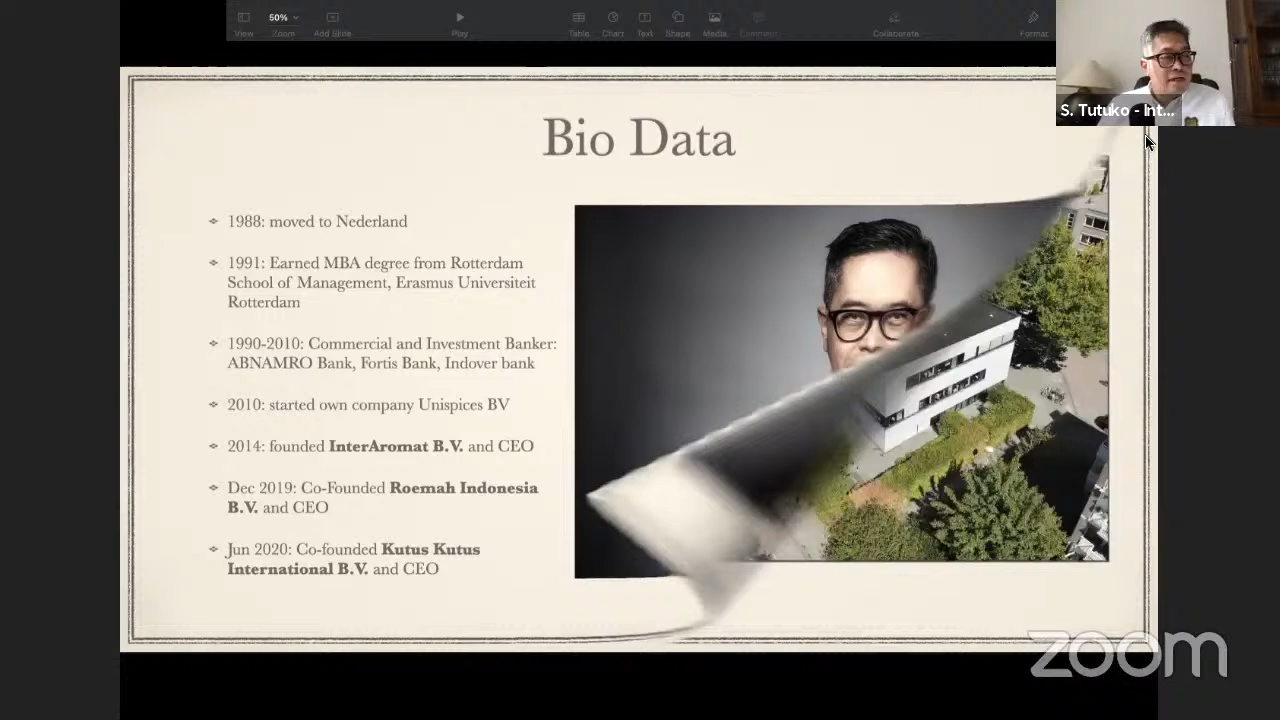 50%
View
Zoom
Add Slide
Play
Table
Chart
Text
Shape
Media
Comment
Collaborate
Format
S. Tutuko - Int...
Bio Data
1988: moved to Nederland
1991: Earned MBA degree from Rotterdam
School of Management, Erasmus Universiteit
Rotterdam
1990-2010: Commercial and Investment Banker:
ABNAMRO Bank, Fortis Bank, Indover bank
2010: started own company Unispices BV
2014: founded InterAromat B.V. and CEO
Dec 2019: Co-Founded Roemah Indonesia
B.V. and CEO
Jun 2020: Co-founded Kutus Kutus
International B.V. and CEO
zoom